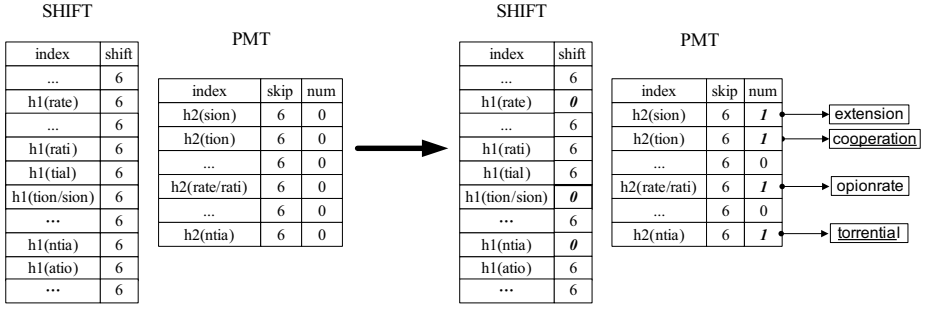 SHIFT
index shift
... 6
h1(rate) 6
... 6
h1(rati) 6
h1(tial) 6
h1(tion/sion) 6
... 6
h1(ntia) 6
h1(atio) 6
... 6
PMT
index skip num
h2(sion) 6 0
h2(tion) 6 0
... 6 0
h2(rate/rati) 6 0
... 6 0
h2(ntia) 6 0
SHIFT
index shift
... 6
h1(rate) 0
... 6
h1(rati) 6
h1(tial) 6
h1(tion/sion) 0
... 6
h1(ntia) 0
h1(atio) 6
... 6
PMT
index skip num
h2(sion) 6 1
h2(tion) 6 1
... 6 0
h2(rate/rati) 6 1
... 6 0
h2(ntia) 6 1
extension
cooperation
opionrate
torrential